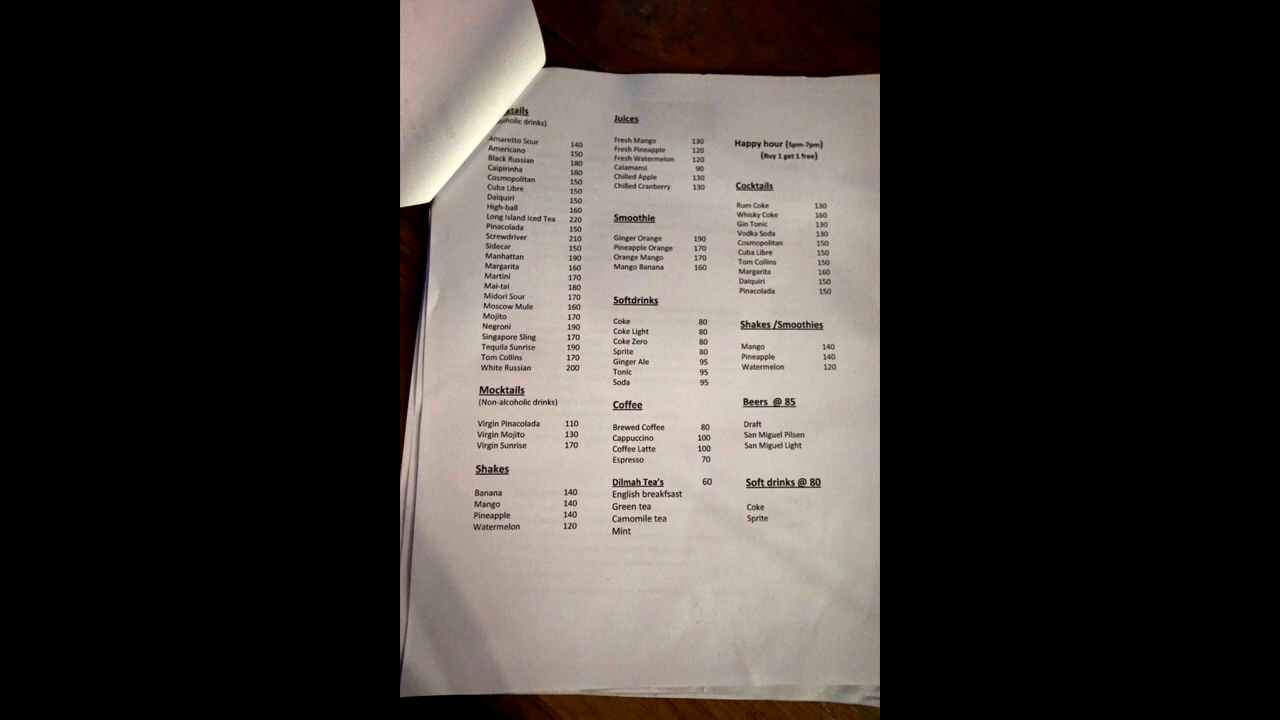 tails
holic drinks)
Amaretto Sour 140
Americano 150
Black Russian 180
Caipirinha 180
Cosmopolitan 150
Cuba Libre 150
Daiquiri 150
High-ball 160
Long Island Iced Tea 220
Pinacolada 150
Screwdriver 210
Sidecar 150
Manhattan 190
Margarita 160
Martini 170
Mai-tai 180
Midori Sour 170
Moscow Mule 160
Mojito 170
Negroni 190
Singapore Sling 170
Tequila Sunrise 190
Tom Collins 170
White Russian 200
Mocktails
(Non-alcoholic drinks)
Virgin Pinacolada 110
Virgin Mojito 130
Virgin Sunrise 170
Shakes
Banana 140
Mango 140
Pineapple 140
Watermelon 120
Juices
Fresh Mango 130
Fresh Pineapple 120
Fresh Watermelon 120
Calamansi 90
Chilled Apple 130
Chilled Cranberry 130
Smoothie
Ginger Orange 190
Pineapple Orange 170
Orange Mango 170
Mango Banana 160
Softdrinks
Coke 80
Coke Light 80
Coke Zero 80
Sprite 80
Ginger Ale 95
Tonic 95
Soda 95
Coffee
Brewed Coffee 80
Cappuccino 100
Coffee Latte 100
Espresso 70
Dilmah Tea's 60
English breakfsast
Green tea
Camomile tea
Mint
Happy hour (5pm-7pm)
(Buy 1 get 1 free)
Cocktails
Rum Coke 130
Whisky Coke 160
Gin Tonic 130
Vodka Soda 130
Cosmopolitan 150
Cuba Libre 150
Tom Collins 150
Margarita 160
Daiquiri 150
Pinacolada 150
Shakes /Smoothies
Mango 140
Pineapple 140
Watermelon 120
Beers @ 85
Draft
San Miguel Pilsen
San Miguel Light
Soft drinks @ 80
Coke
Sprite